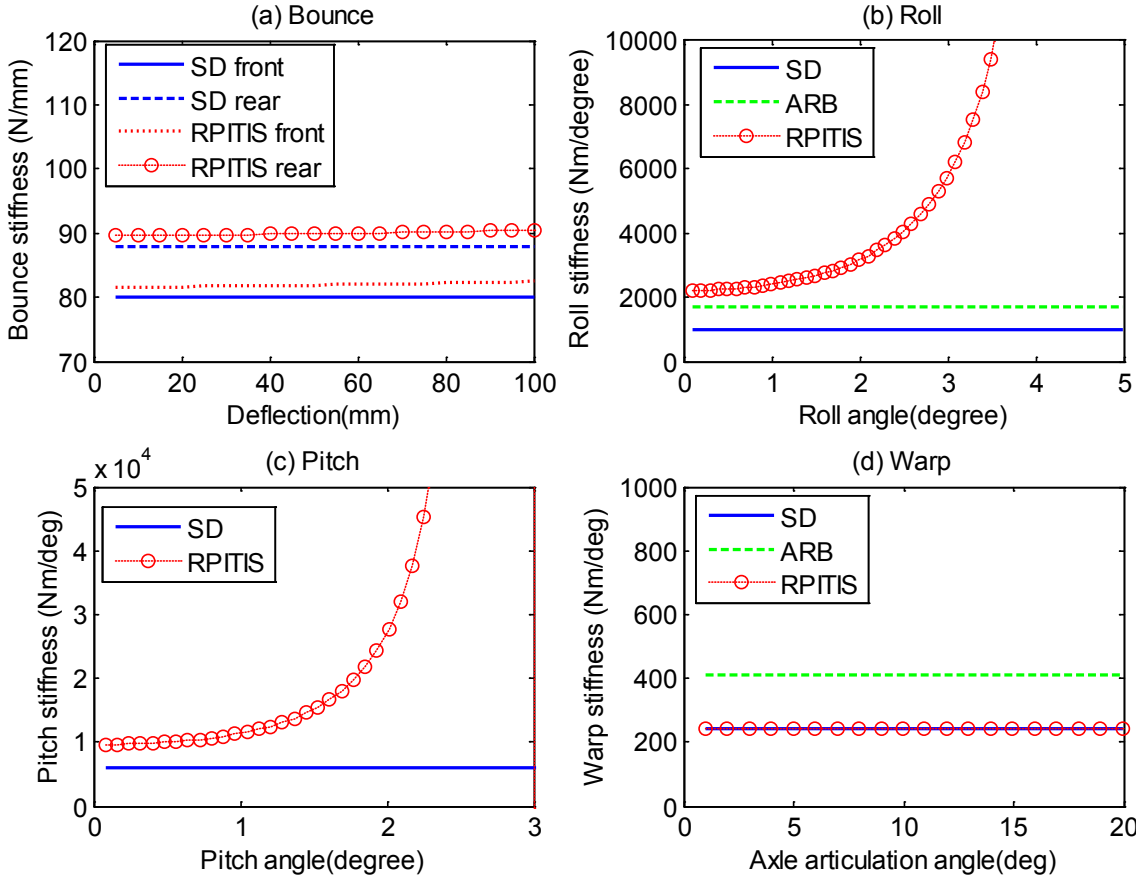 (a) Bounce
120
110
100
90
80
70
Bounce stiffness (N/mm)
SD front
SD rear
RPITIS front
RPITIS rear
0 20 40 60 80 100
Deflection(mm)
(b) Roll
10000
8000
6000
4000
2000
0
Roll stiffness (Nm/degree)
SD
ARB
RPITIS
0 1 2 3 4 5
Roll angle(degree)
(c) Pitch
x 10^4
5
4
3
2
1
0
Pitch stiffness (Nm/deg)
SD
RPITIS
0 1 2 3
Pitch angle(degree)
(d) Warp
1000
800
600
400
200
0
Warp stiffness (Nm/deg)
SD
ARB
RPITIS
0 5 10 15 20
Axle articulation angle(deg)